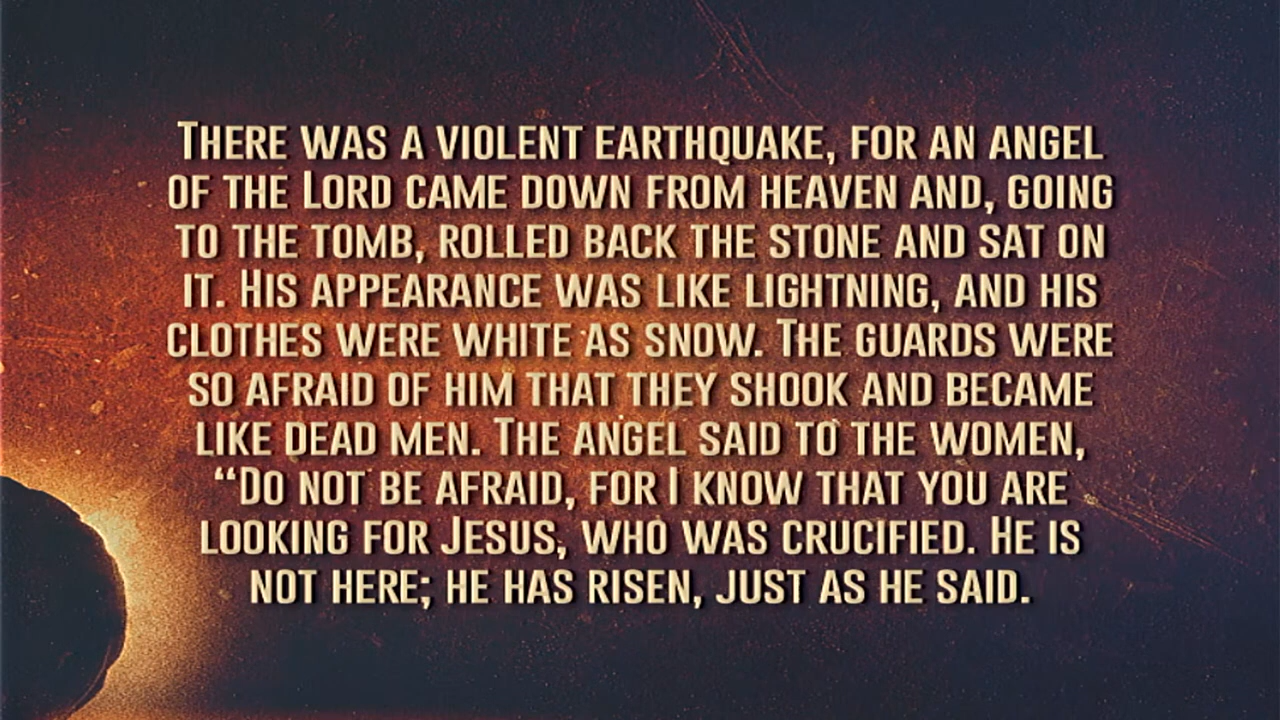 There was a violent earthquake, for an angel
of the Lord came down from heaven and, going
to the tomb, rolled back the stone and sat on
it. His appearance was like lightning, and his
clothes were white as snow. The guards were
so afraid of him that they shook and became
like dead men. The angel said to the women,
“Do not be afraid, for I know that you are
looking for Jesus, who was crucified. He is
not here; he has risen, just as he said.